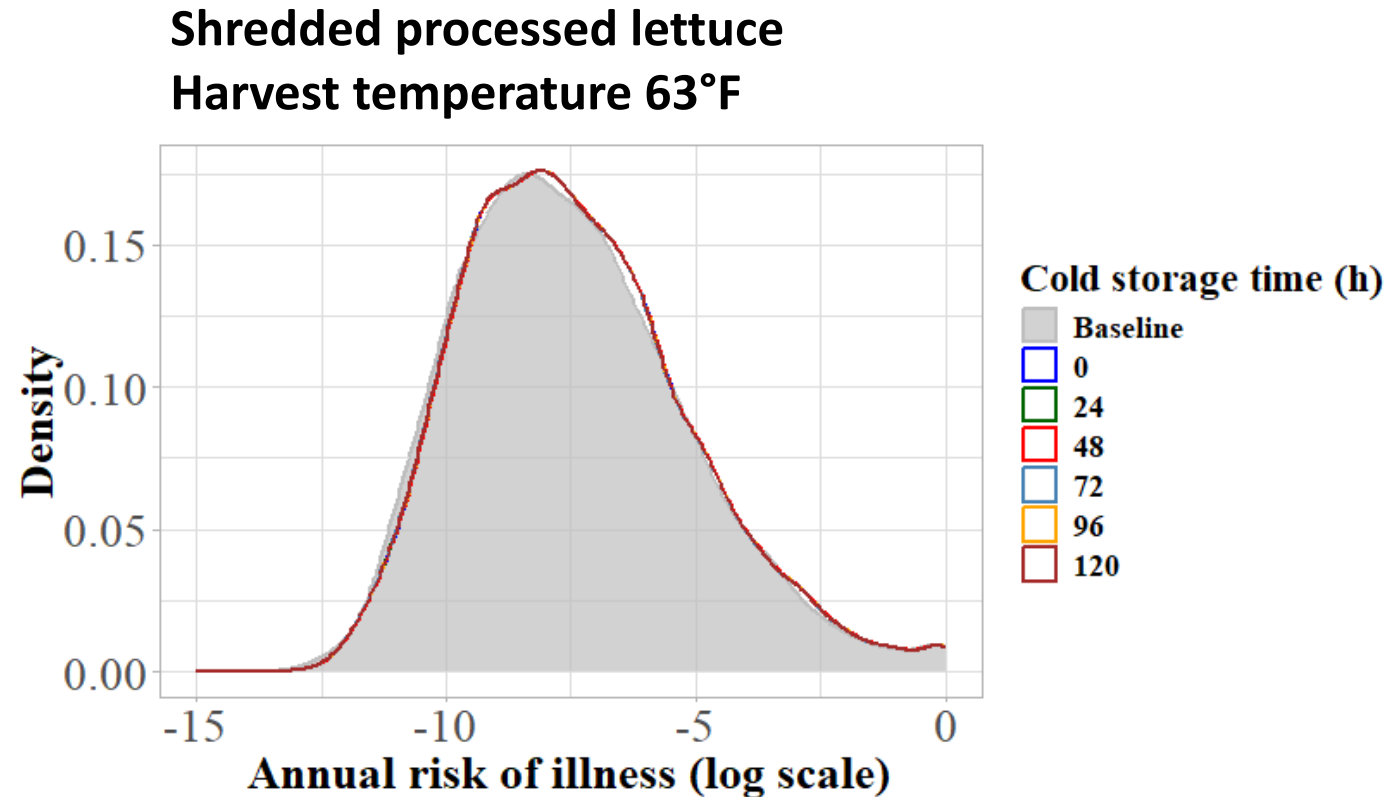 Shredded processed lettuce
Harvest temperature 63°F
0.15
0.10
0.05
0.00
Density
-15
-10
-5
0
Annual risk of illness (log scale)
Cold storage time (h)
Baseline
0
24
48
72
96
120